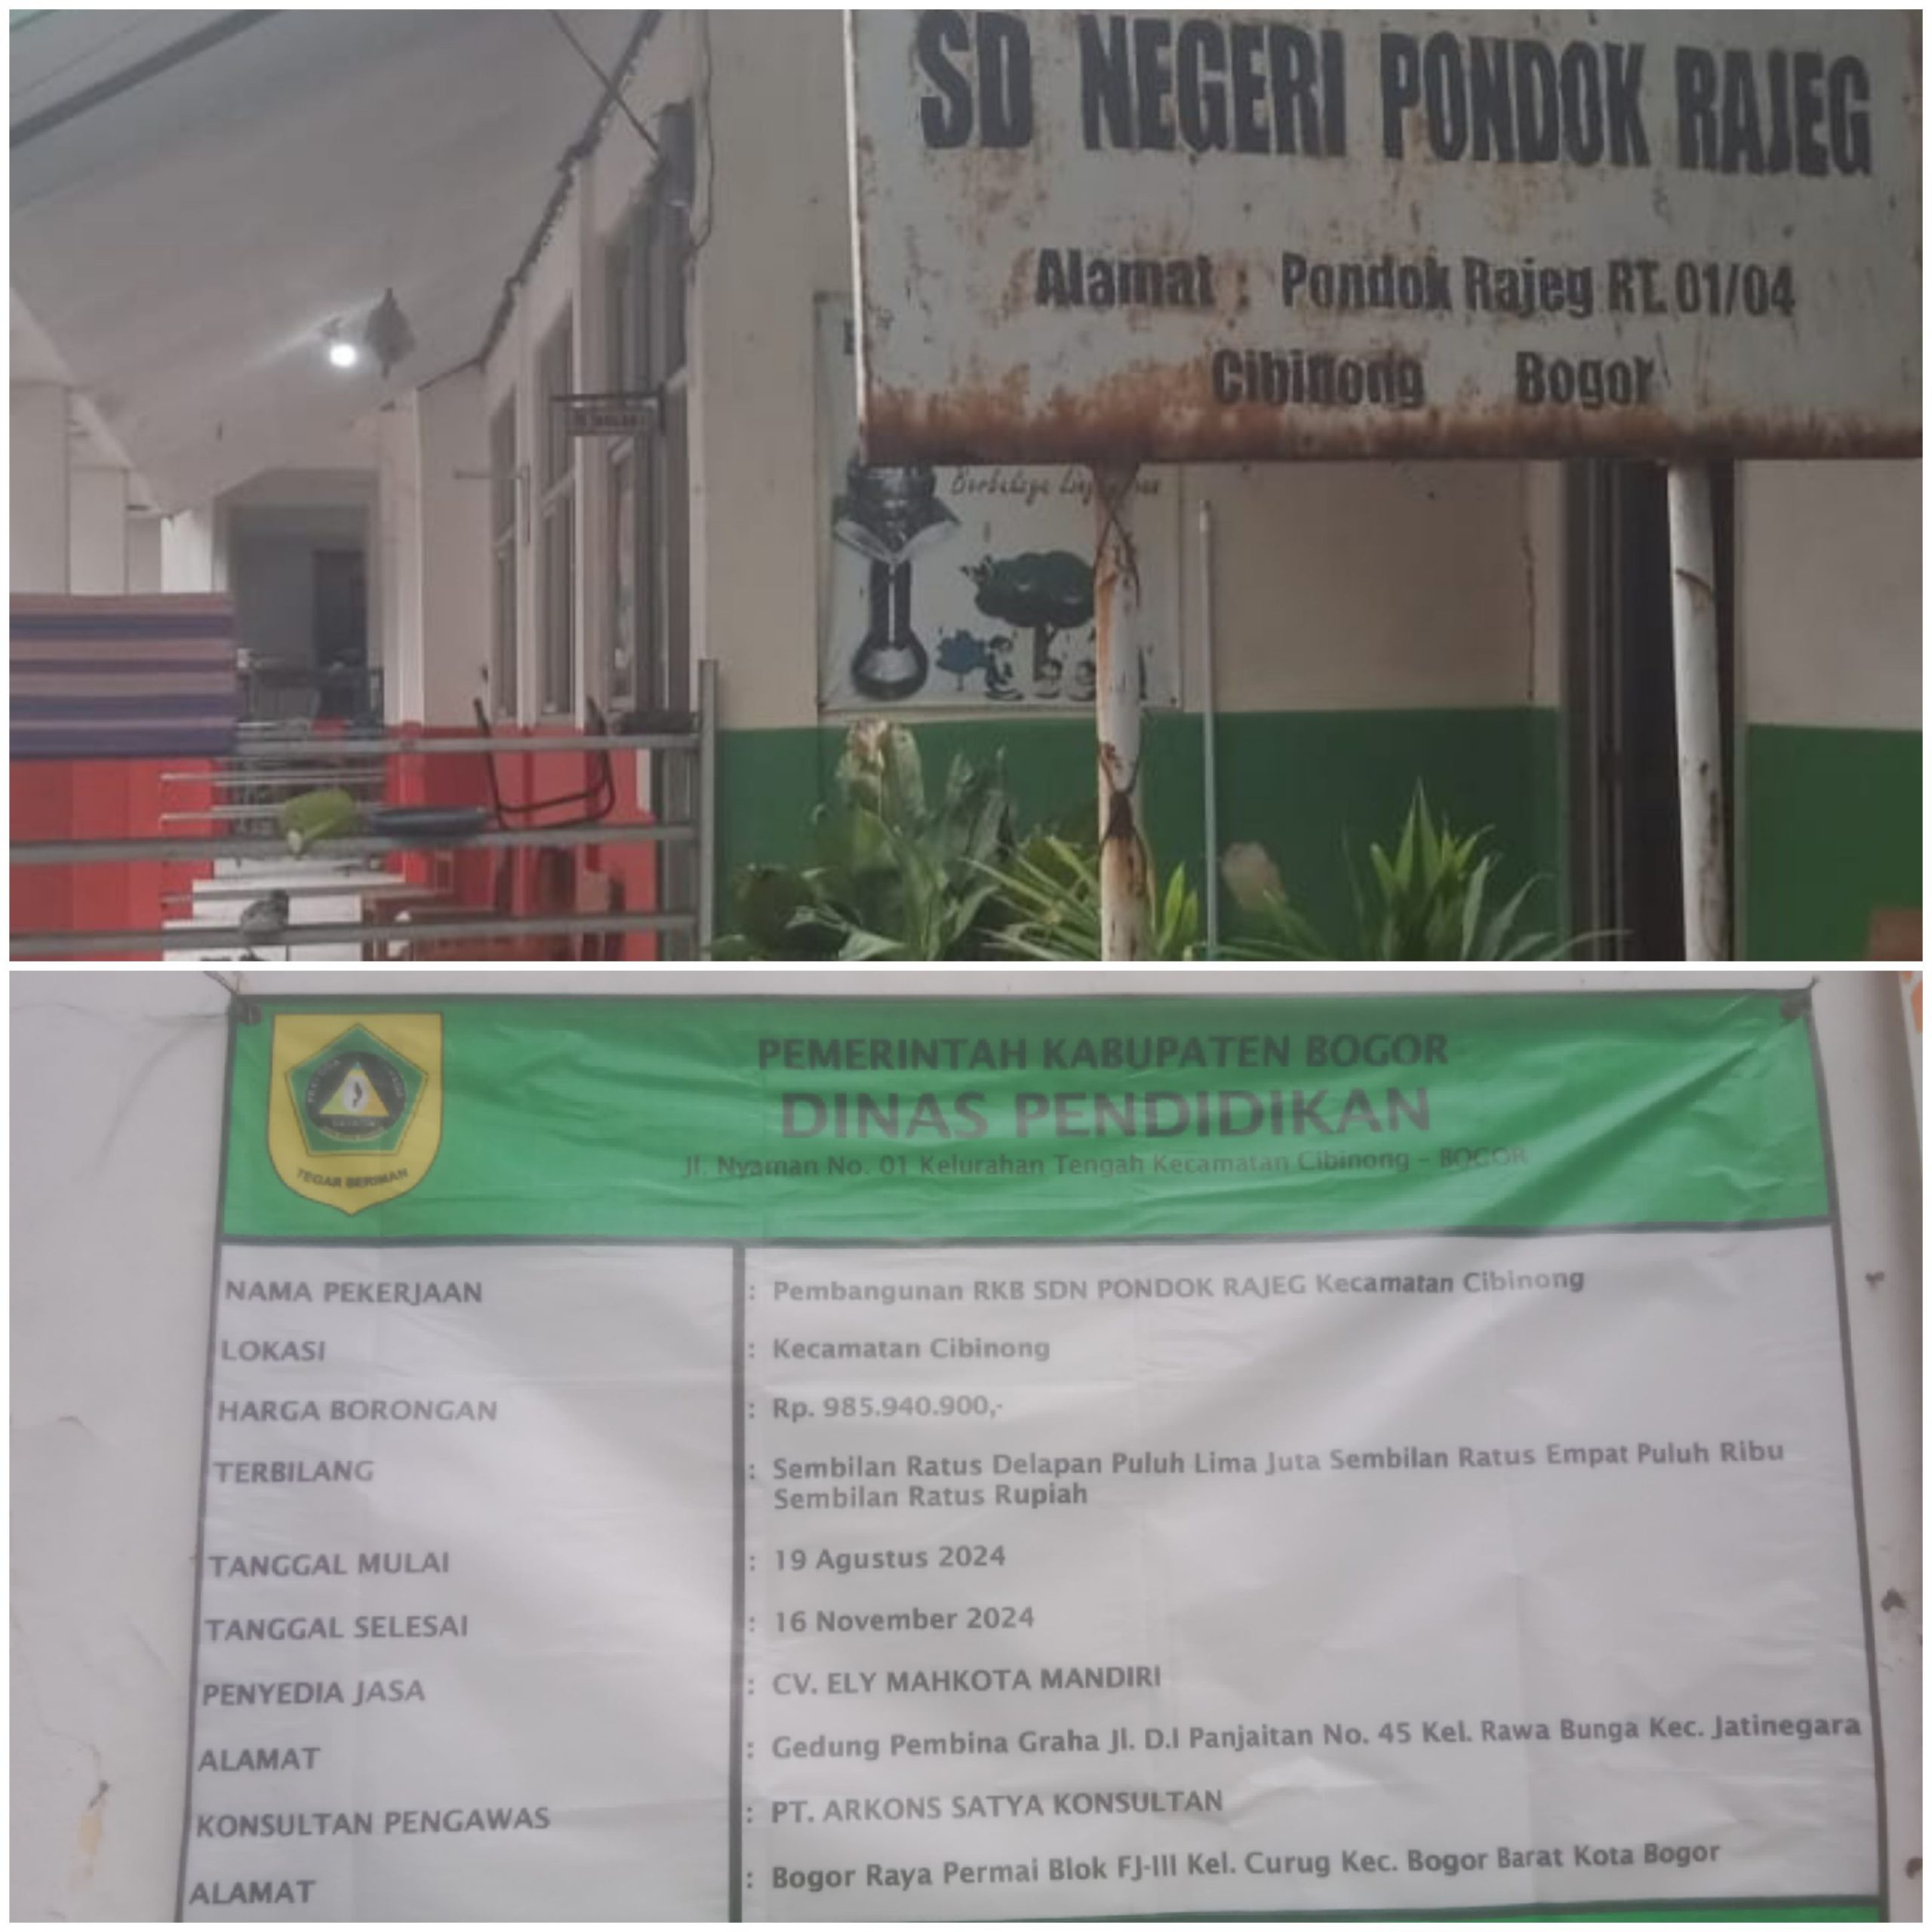 SD NEGERI PONDOK RAJEG
Alamat : Pondok Rajeg RT. 01/04
Cibinong Bogor
PEMERINTAH KABUPATEN BOGOR
DINAS PENDIDIKAN
Jl. Nyaman No. 01 Kelurahan Tengah Kecamatan Cibinong - BOGOR
TEGAR BERIMAN
NAMA PEKERJAAN : Pembangunan RKB SDN PONDOK RAJEG Kecamatan Cibinong
LOKASI : Kecamatan Cibinong
HARGA BORONGAN : Rp. 985.940.900,-
TERBILANG : Sembilan Ratus Delapan Puluh Lima Juta Sembilan Ratus Empat Puluh Ribu
Sembilan Ratus Rupiah
TANGGAL MULAI : 19 Agustus 2024
TANGGAL SELESAI : 16 November 2024
PENYEDIA JASA : CV. ELY MAHKOTA MANDIRI
ALAMAT : Gedung Pembina Graha Jl. D.I Panjaitan No. 45 Kel. Rawa Bunga Kec. Jatinegara
KONSULTAN PENGAWAS : PT. ARKONS SATYA KONSULTAN
ALAMAT : Bogor Raya Permai Blok FJ-III Kel. Curug Kec. Bogor Barat Kota Bogor